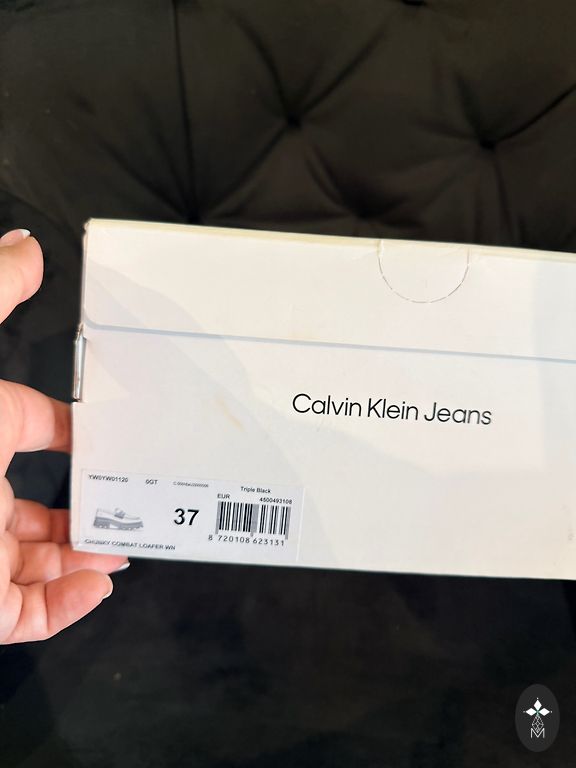 Calvin Klein Jeans
YW0YW01120 0GT Triple Black
EUR 4500493108
37
8 720108 623131
CHUNKY COMBAT LOAFER WN
M